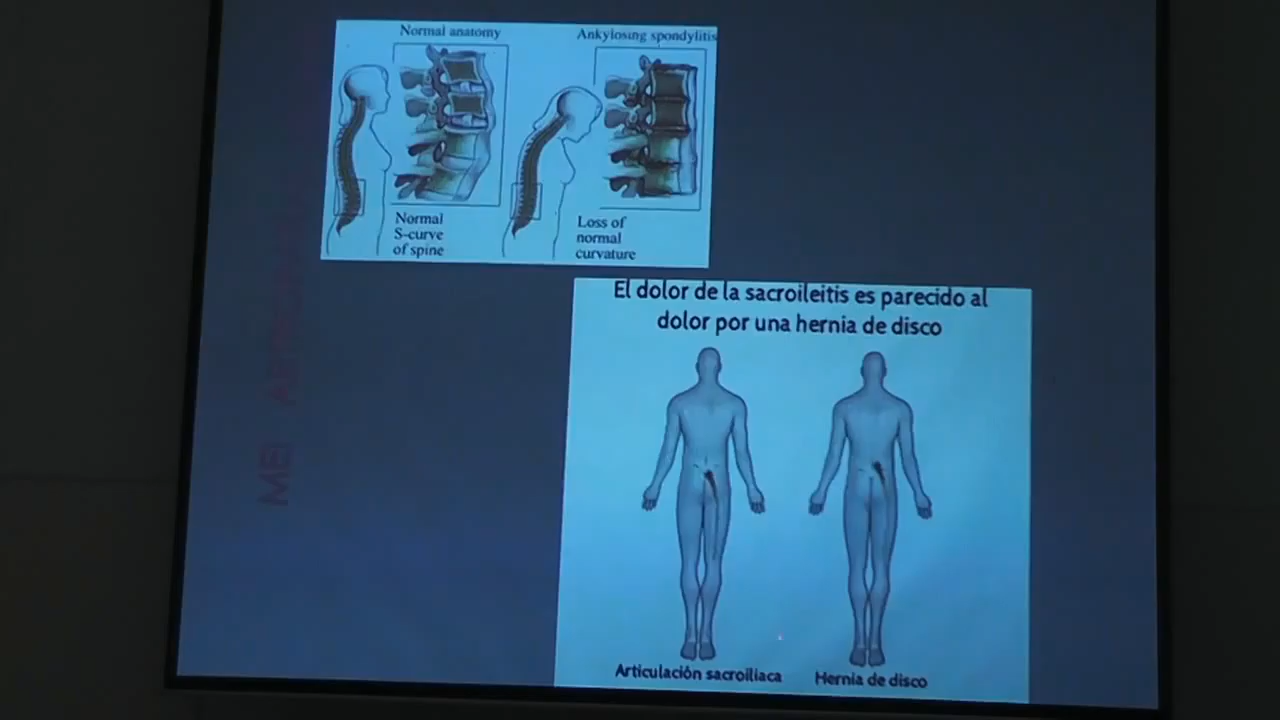 Normal anatomy
Ankylosing spondylitis
Normal
S-curve
of spine
Loss of
normal
curvature
El dolor de la sacroileitis es parecido al
dolor por una hernia de disco
Articulación sacroilíaca
Hernia de disco